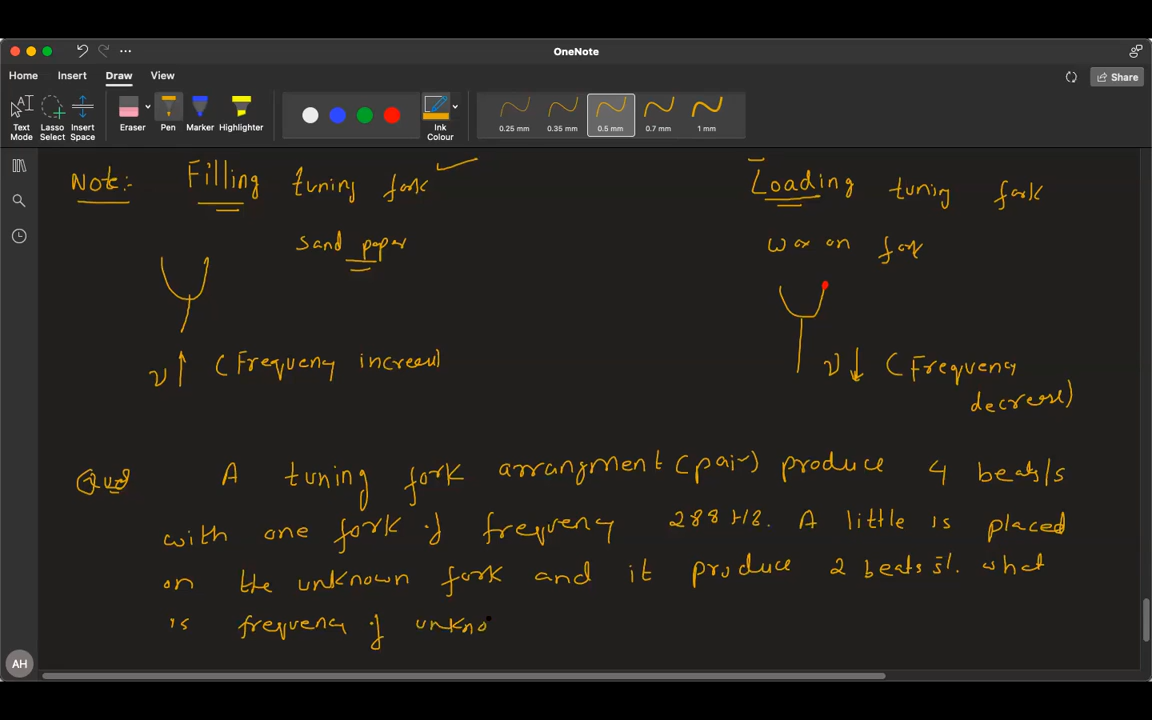 OneNote
Home Insert Draw View
Share
Text Mode
Lasso Select
Insert Space
Eraser
Pen
Marker
Highlighter
Ink Colour
0.25 mm
0.35 mm
0.5 mm
0.7 mm
1 mm
Note:- Filling tuning fork
Loading tuning fork
sand paper
wax on fork
ν ↑ (Frequency increase)
ν ↓ (Frequency
decrease)
Ques A tuning fork arrangment (pair) produce 4 beats/s
with one fork of frequency 288 Hz. A little is placed
on the unknown fork and it produce 2 beats/s. what
is frequency of unkno
AH